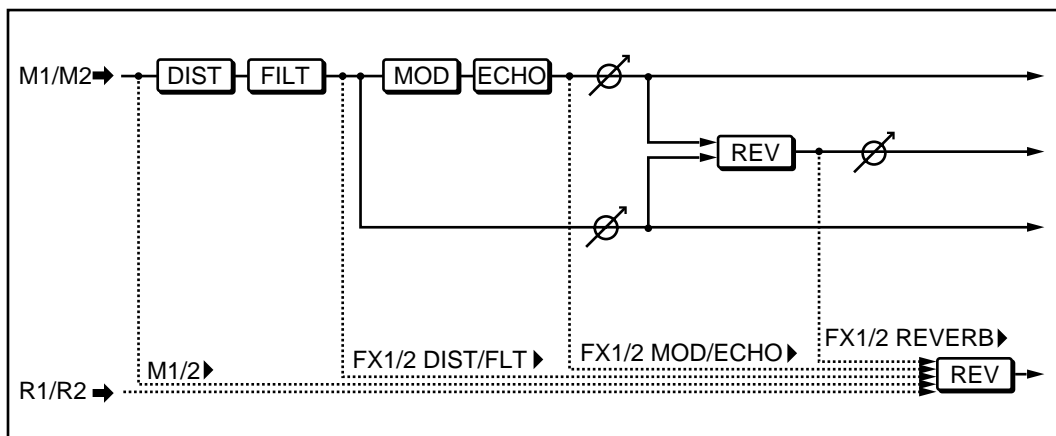 M1/M2 DIST FILT MOD ECHO
REV
FX1/2 REVERB
M1/2 FX1/2 DIST/FLT FX1/2 MOD/ECHO
R1/R2 REV